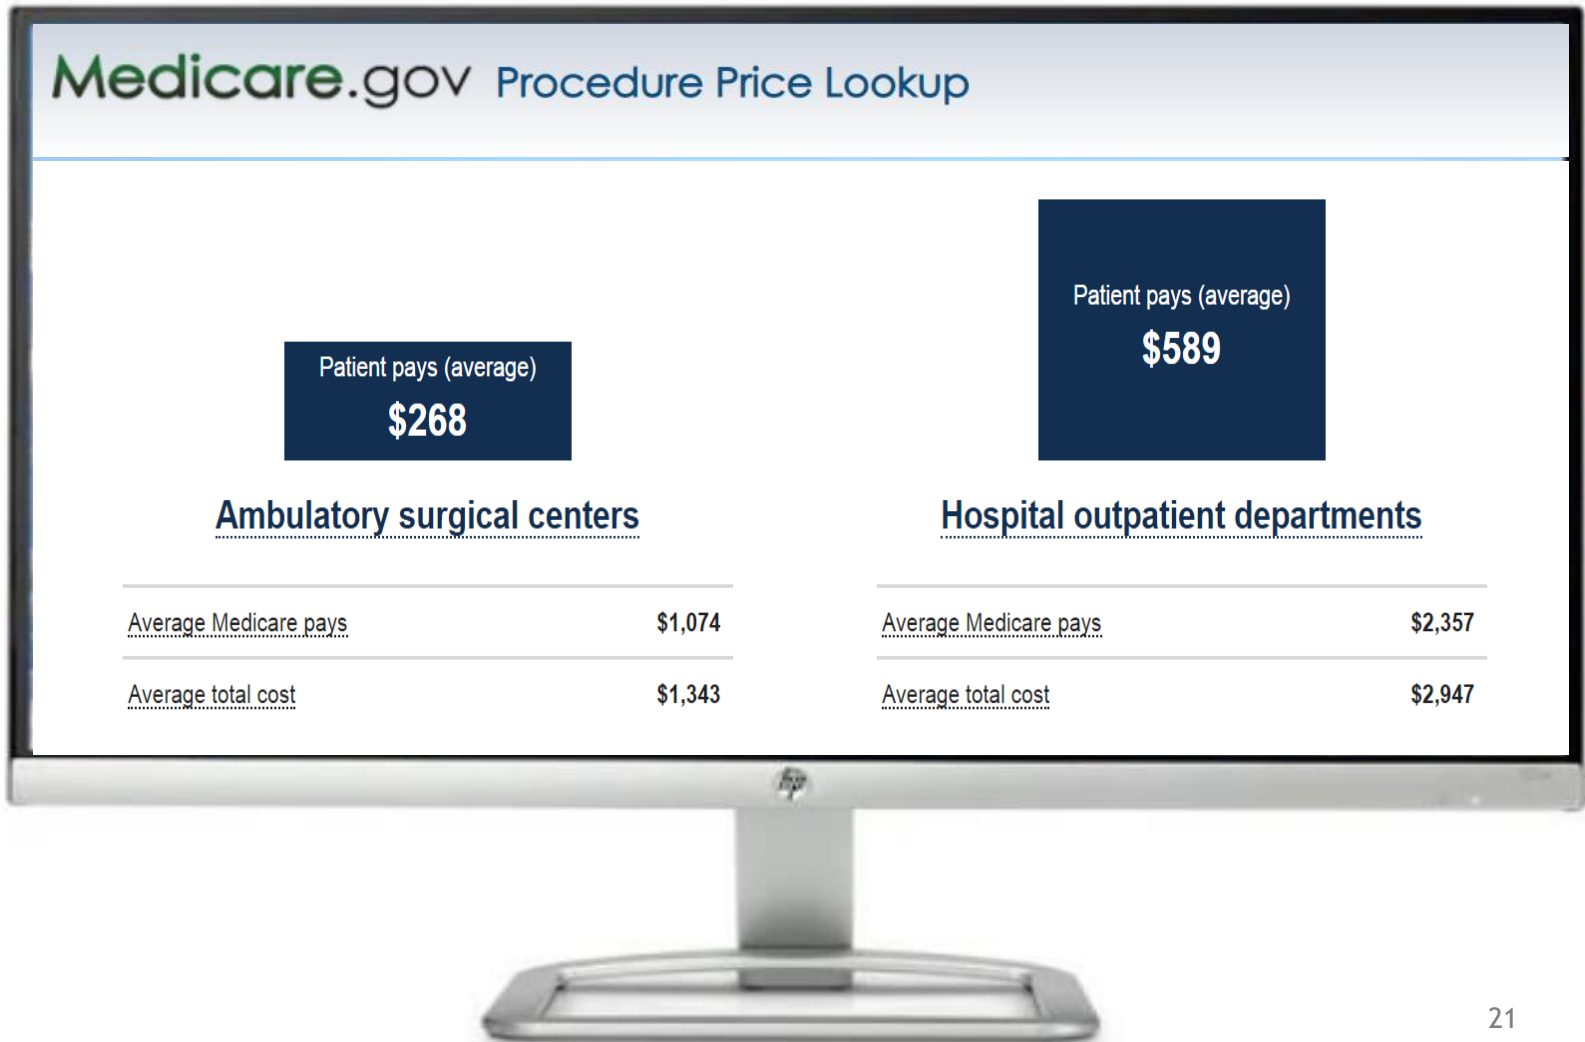 Medicare.gov Procedure Price Lookup
Patient pays (average)
$268
Ambulatory surgical centers
Average Medicare pays $1,074
Average total cost $1,343
Patient pays (average)
$589
Hospital outpatient departments
Average Medicare pays $2,357
Average total cost $2,947
hp
21